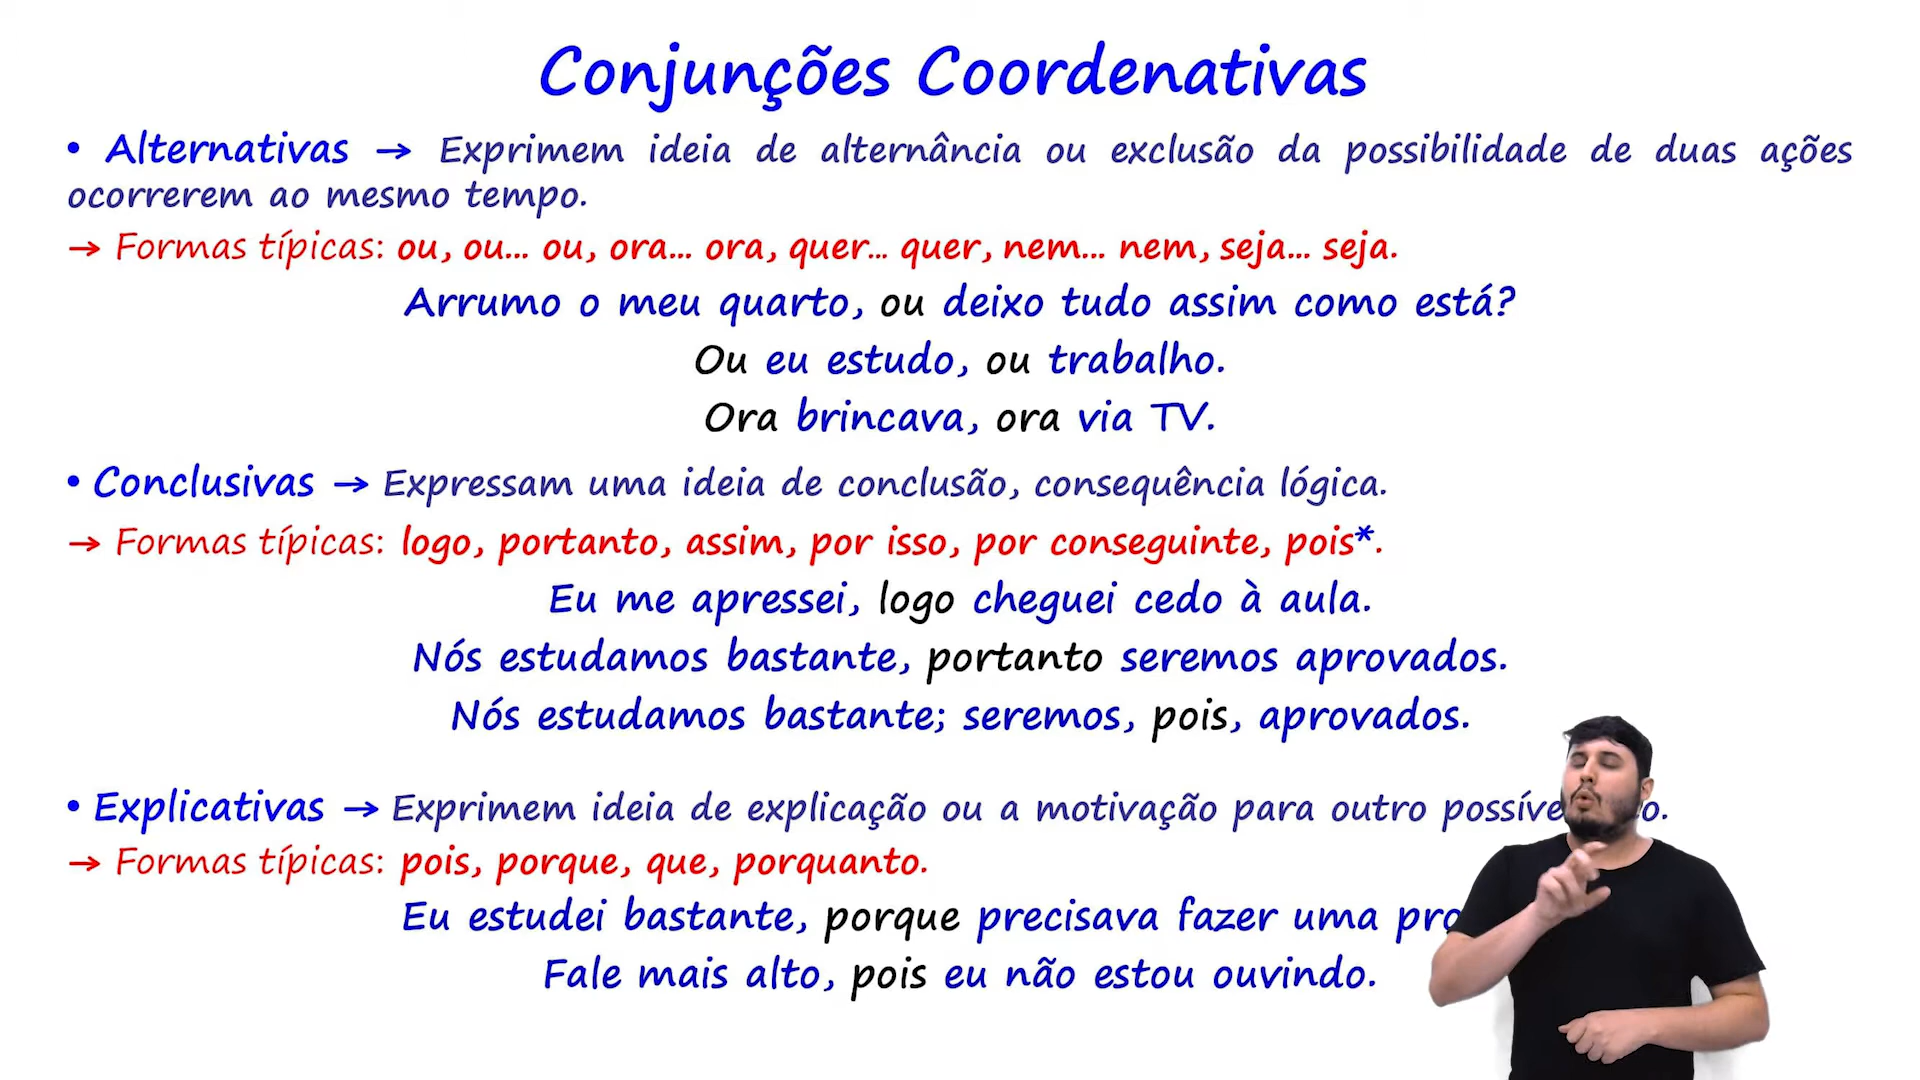 Conjunções Coordenativas
• Alternativas → Exprimem ideia de alternância ou exclusão da possibilidade de duas ações
ocorrerem ao mesmo tempo.
→ Formas típicas: ou, ou... ou, ora... ora, quer... quer, nem... nem, seja... seja.
Arrumo o meu quarto, ou deixo tudo assim como está?
Ou eu estudo, ou trabalho.
Ora brincava, ora via TV.
• Conclusivas → Expressam uma ideia de conclusão, consequência lógica.
→ Formas típicas: logo, portanto, assim, por isso, por conseguinte, pois*.
Eu me apressei, logo cheguei cedo à aula.
Nós estudamos bastante, portanto seremos aprovados.
Nós estudamos bastante; seremos, pois, aprovados.
• Explicativas → Exprimem ideia de explicação ou a motivação para outro
→ Formas típicas: pois, porque, que, porquanto.
Eu estudei bastante, porque precisava fazer uma
Fale mais alto, pois eu não estou ouvindo.